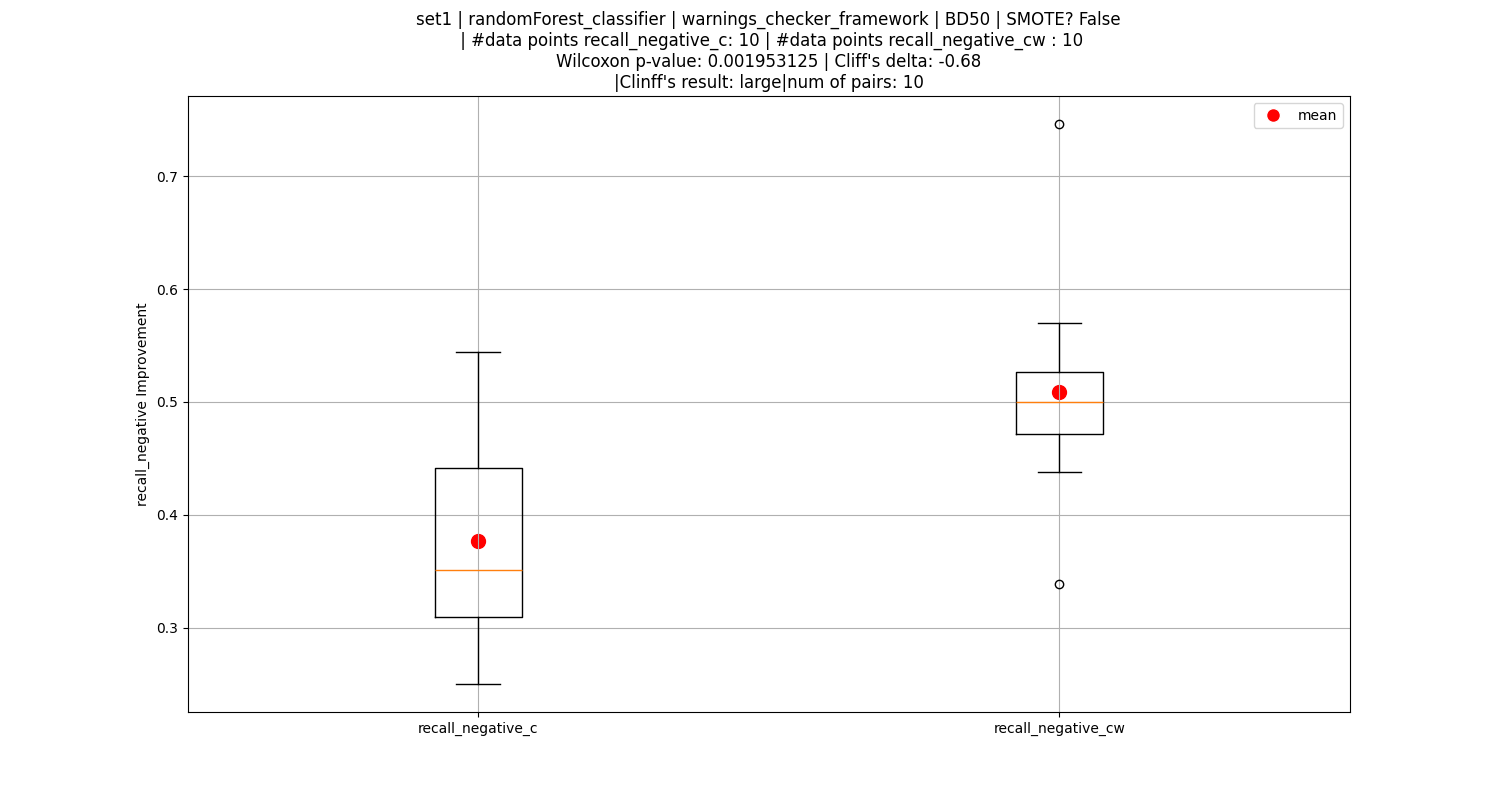 set1 | randomForest_classifier | warnings_checker_framework | BD50 | SMOTE? False
| #data points recall_negative_c: 10 | #data points recall_negative_cw : 10
Wilcoxon p-value: 0.001953125 | Cliff's delta: -0.68
|Clinff's result: large|num of pairs: 10
mean
0.7
0.6
0.5
0.4
0.3
recall_negative Improvement
recall_negative_c
recall_negative_cw